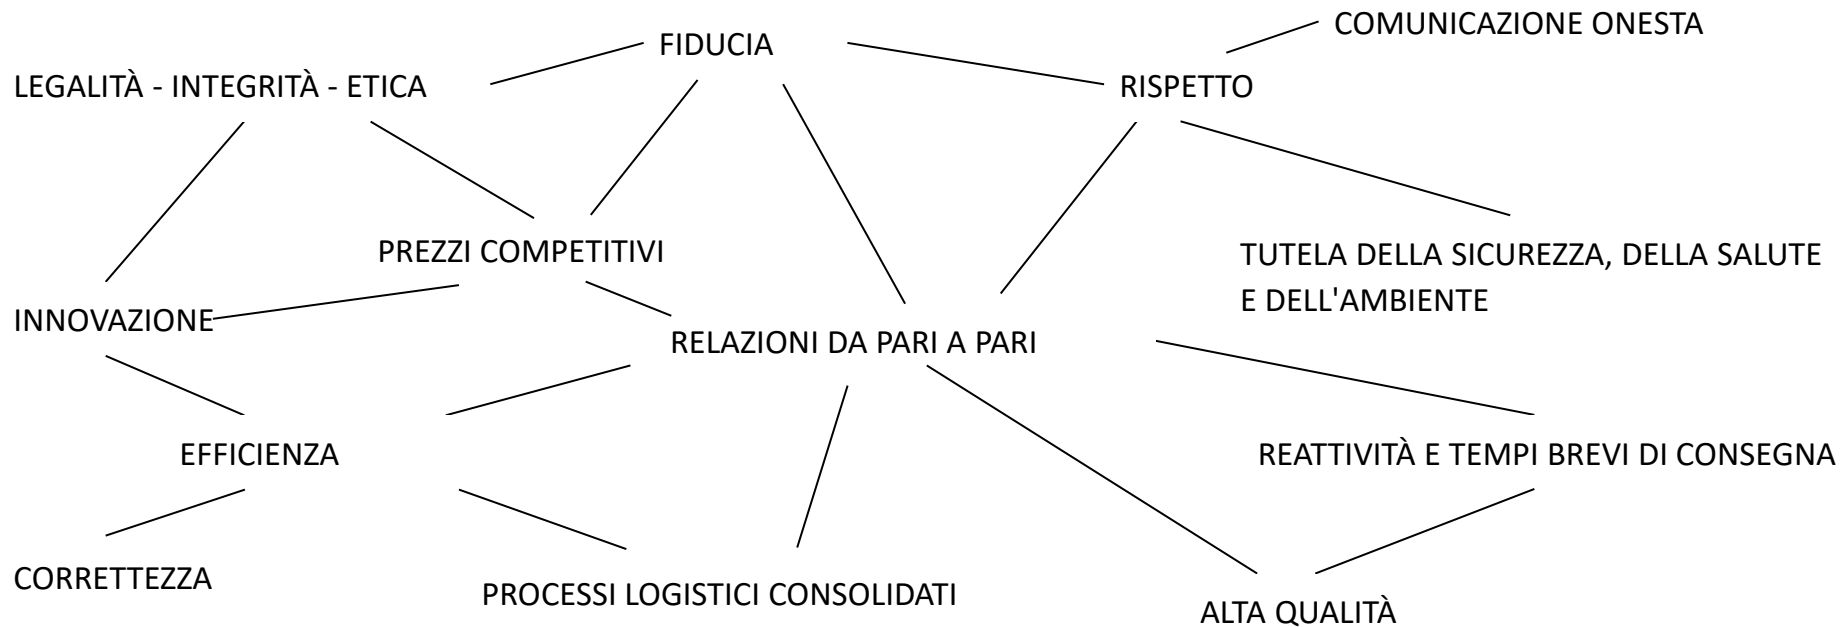 COMUNICAZIONE ONESTA
FIDUCIA
LEGALITÀ - INTEGRITÀ - ETICA
RISPETTO
PREZZI COMPETITIVI
TUTELA DELLA SICUREZZA, DELLA SALUTE
E DELL'AMBIENTE
INNOVAZIONE
RELAZIONI DA PARI A PARI
EFFICIENZA
REATTIVITÀ E TEMPI BREVI DI CONSEGNA
CORRETTEZZA
PROCESSI LOGISTICI CONSOLIDATI
ALTA QUALITÀ